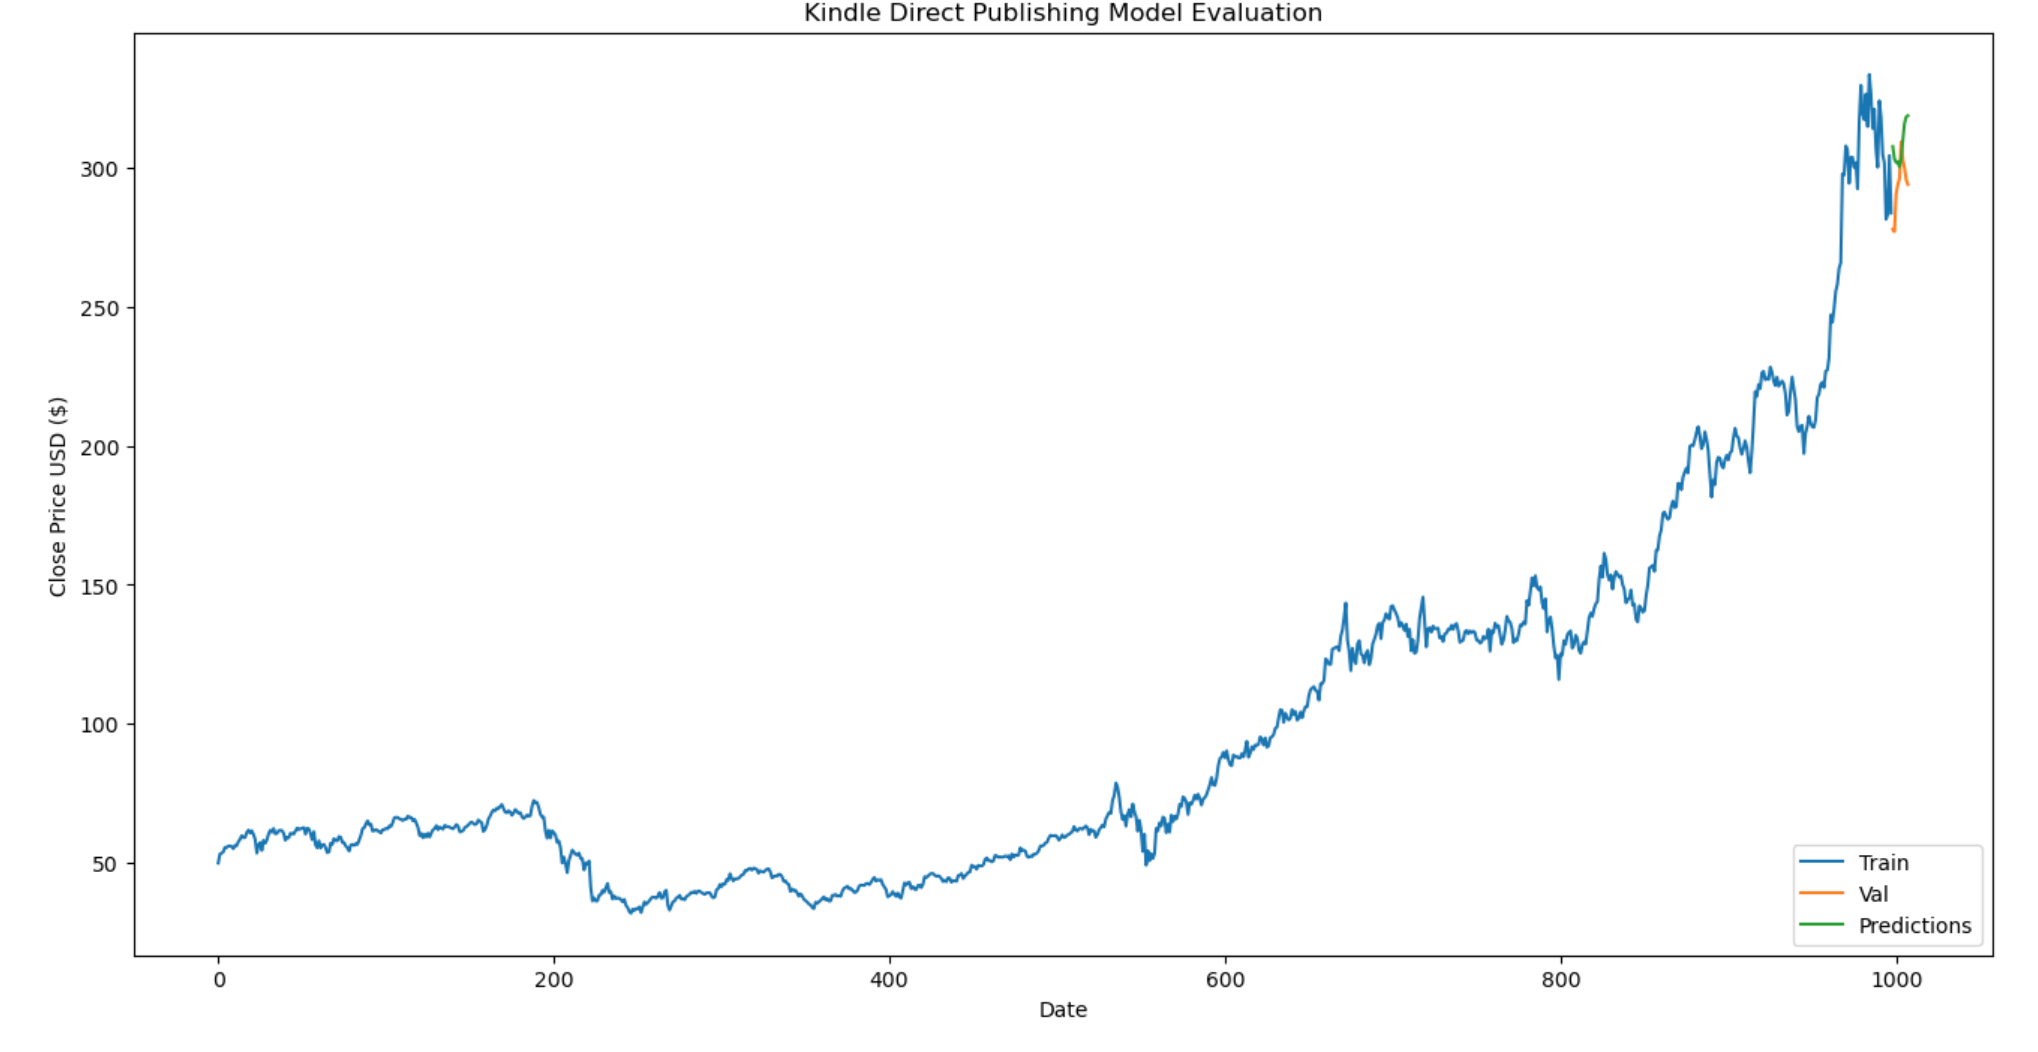 Kindle Direct Publishing Model Evaluation
Close Price USD ($)
300
250
200
150
100
50
0
200
400
600
800
1000
Date
Train
Val
Predictions